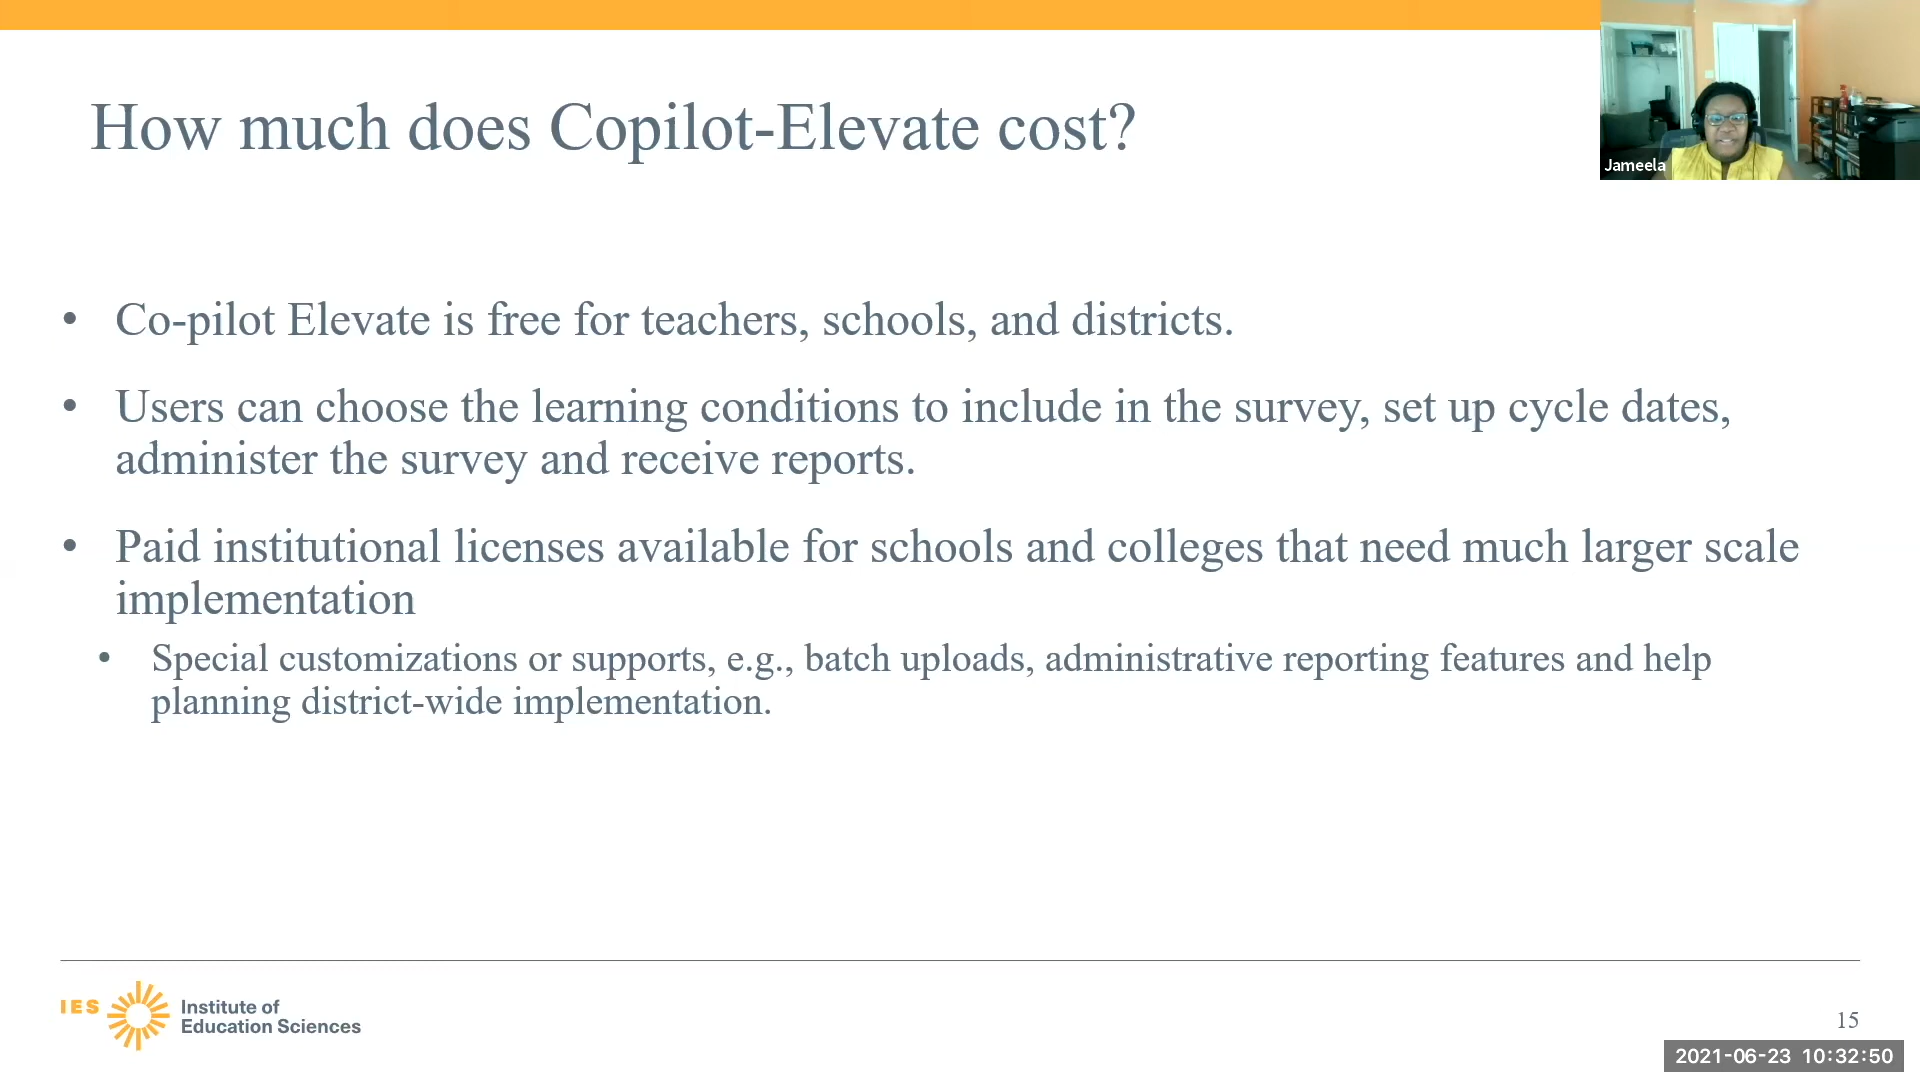 How much does Copilot-Elevate cost?
Jameela
• Co-pilot Elevate is free for teachers, schools, and districts.
• Users can choose the learning conditions to include in the survey, set up cycle dates,
administer the survey and receive reports.
• Paid institutional licenses available for schools and colleges that need much larger scale
implementation
• Special customizations or supports, e.g., batch uploads, administrative reporting features and help
planning district-wide implementation.
IES
Institute of
Education Sciences
15
2021-06-23 10:32:50